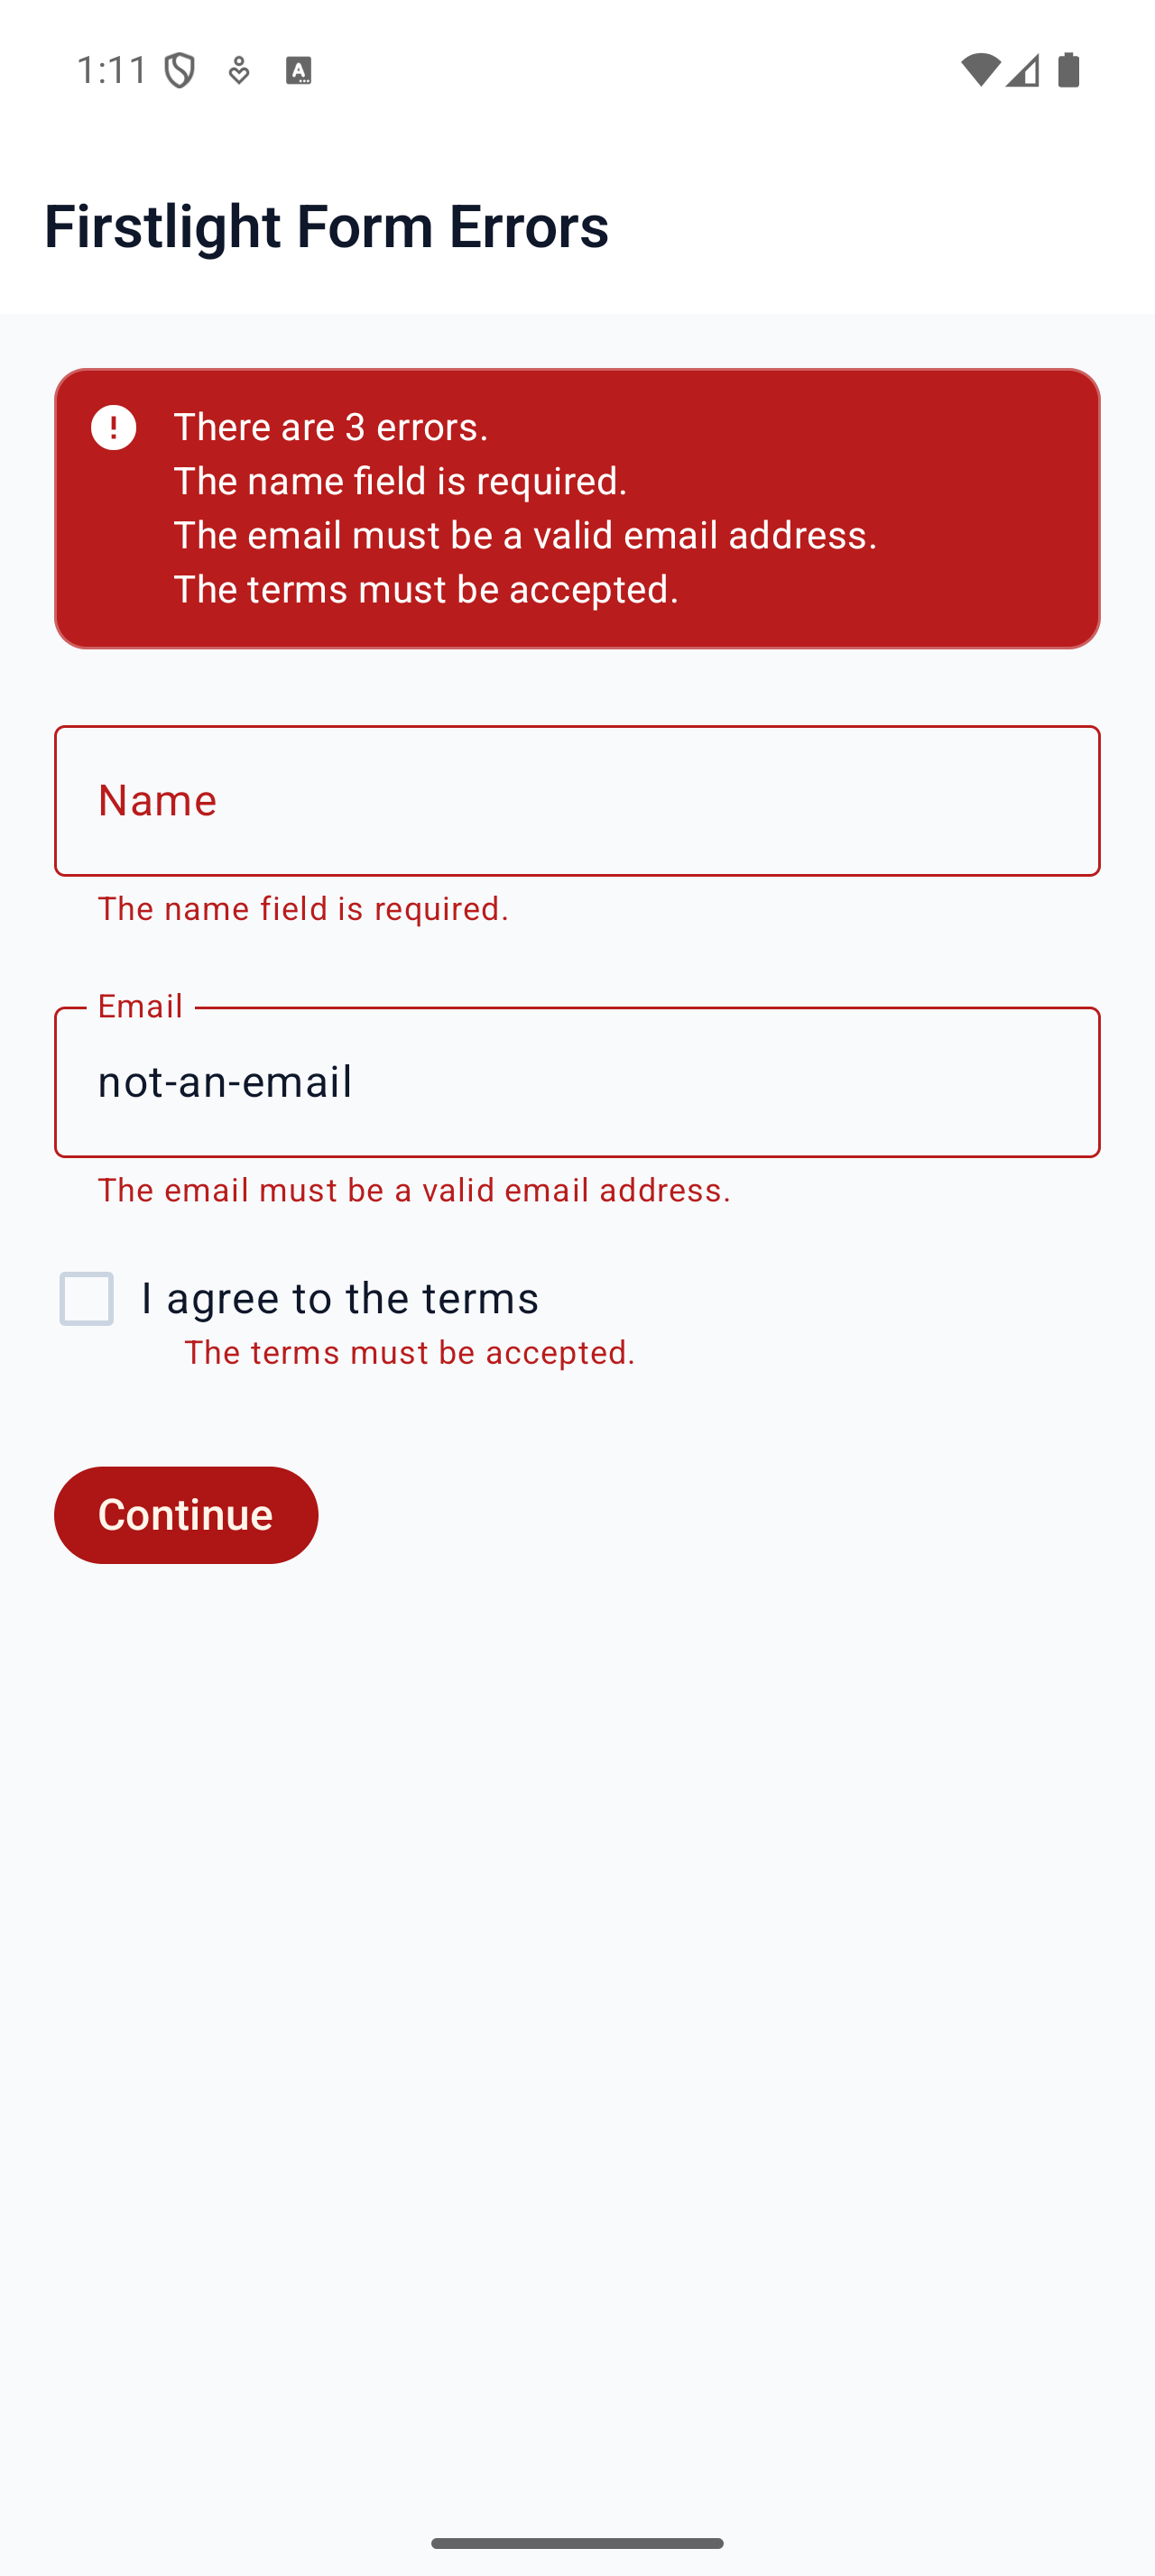 1:11
Firstlight Form Errors
There are 3 errors.
The name field is required.
The email must be a valid email address.
The terms must be accepted.
Name
The name field is required.
Email
not-an-email
The email must be a valid email address.
I agree to the terms
The terms must be accepted.
Continue